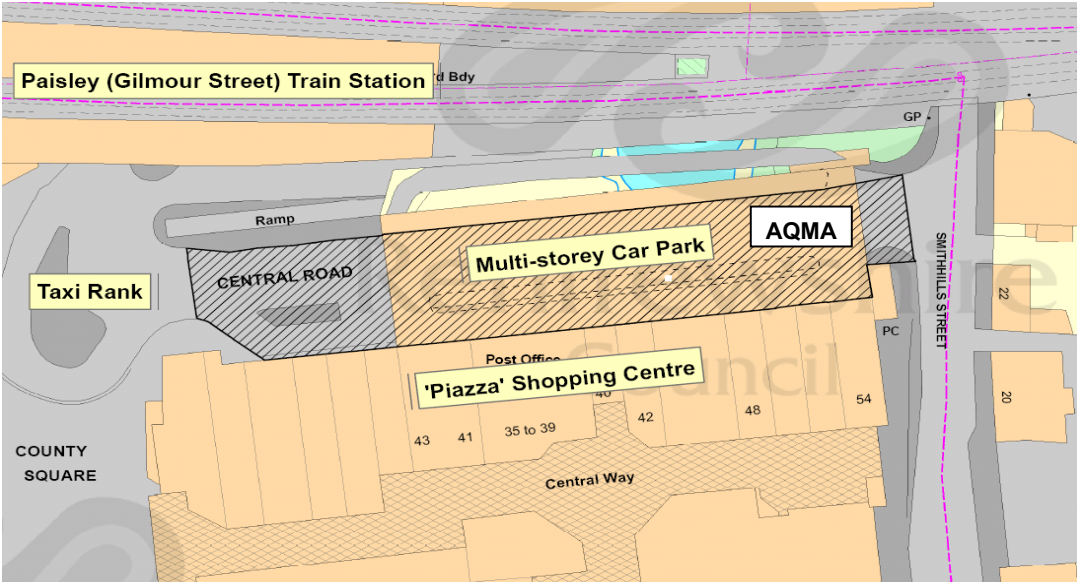 Paisley (Gilmour Street) Train Station
rd Bdy
GP
Ramp
AQMA
CENTRAL ROAD
Multi-storey Car Park
Taxi Rank
SMITHHILLS STREET
22
PC
Post Office
'Piazza' Shopping Centre
40
42
48
54
43
41
35 to 39
20
COUNTY
SQUARE
Central Way
Council